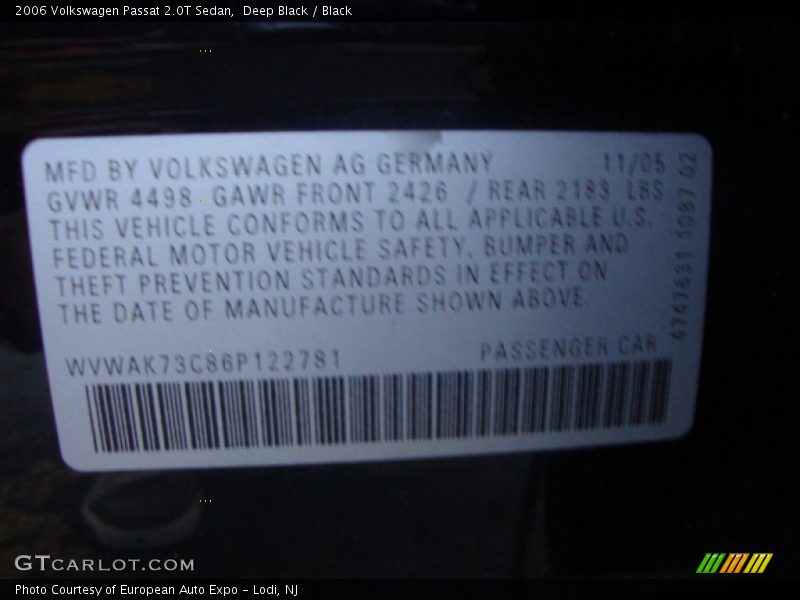 2006 Volkswagen Passat 2.0T Sedan,  Deep Black / Black
MFD BY VOLKSWAGEN AG GERMANY 11/05
GVWR 4498 GAWR FRONT 2426 / REAR 2183 LBS
THIS VEHICLE CONFORMS TO ALL APPLICABLE U.S.
FEDERAL MOTOR VEHICLE SAFETY, BUMPER AND
THEFT PREVENTION STANDARDS IN EFFECT ON
THE DATE OF MANUFACTURE SHOWN ABOVE.
WVWAK73C86P122781 PASSENGER CAR
4747631 1087 02
GTCARLOT.COM
Photo Courtesy of European Auto Expo - Lodi, NJ